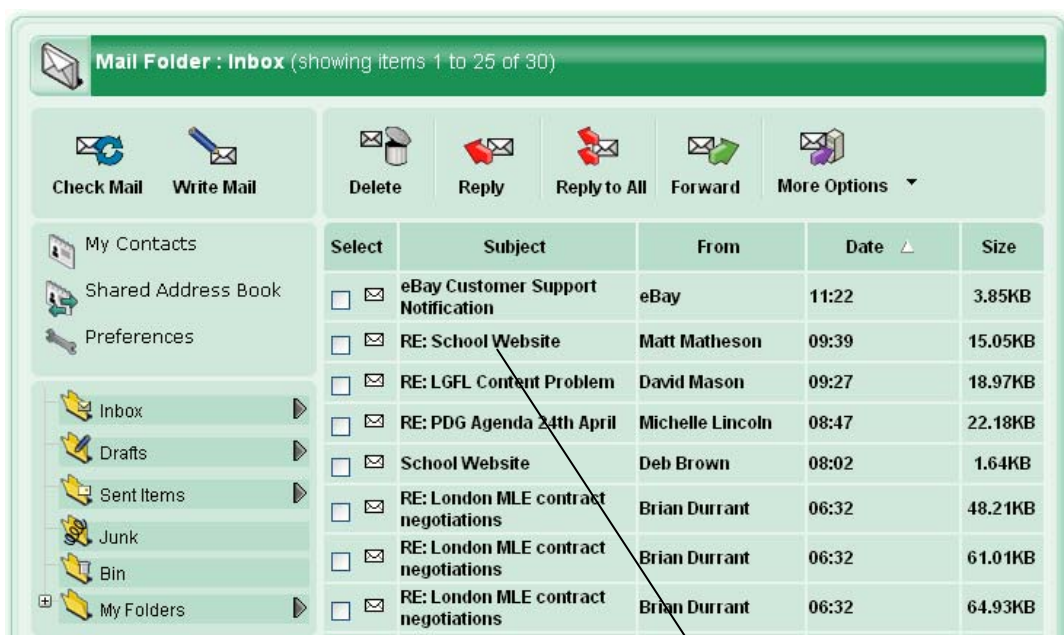 Mail Folder : Inbox (showing items 1 to 25 of 30)
Check Mail Write Mail
Delete Reply Reply to All Forward More Options
My Contacts
Shared Address Book
Preferences
Inbox
Drafts
Sent Items
Junk
Bin
My Folders
Select Subject From Date Size
eBay Customer Support
Notification eBay 11:22 3.85KB
RE: School Website Matt Matheson 09:39 15.05KB
RE: LGFL Content Problem David Mason 09:27 18.97KB
RE: PDG Agenda 24th April Michelle Lincoln 08:47 22.18KB
School Website Deb Brown 08:02 1.64KB
RE: London MLE contract
negotiations Brian Durrant 06:32 48.21KB
RE: London MLE contract
negotiations Brian Durrant 06:32 61.01KB
RE: London MLE contract
negotiations Brian Durrant 06:32 64.93KB